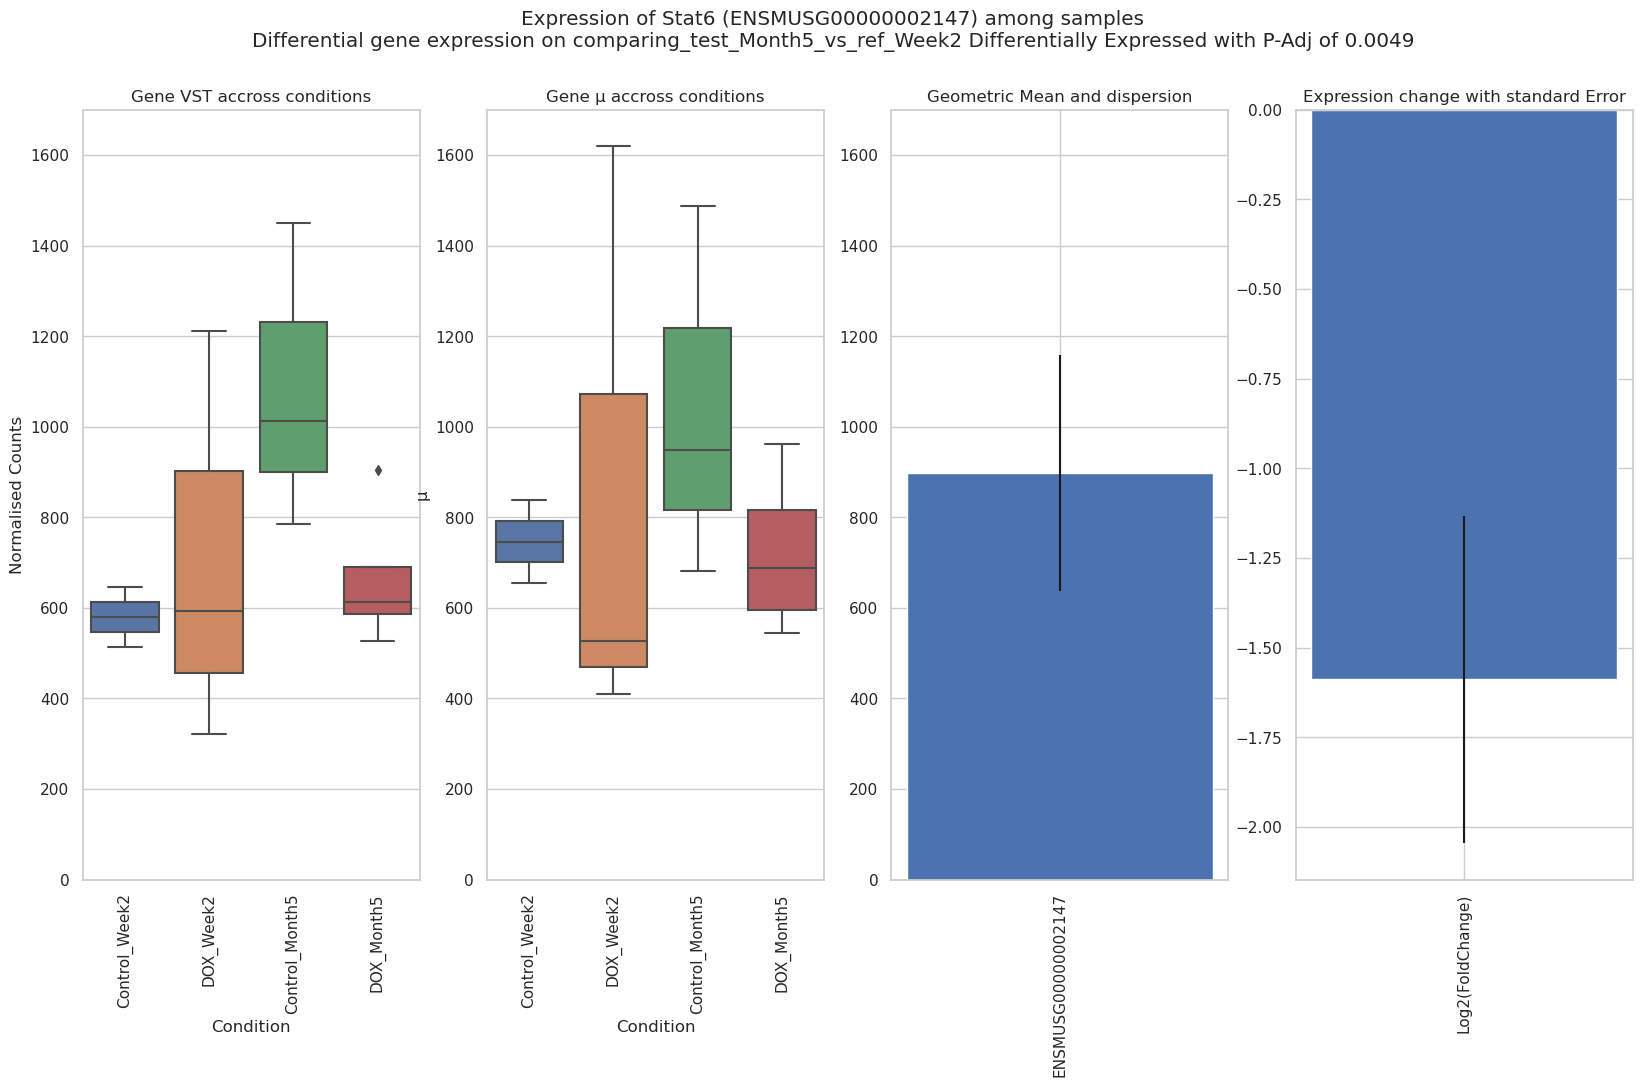 Expression of Stat6 (ENSMUSG00000002147) among samples
Differential gene expression on comparing_test_Month5_vs_ref_Week2 Differentially Expressed with P-Adj of 0.0049
Gene VST accross conditions
Normalised Counts
1600
1400
1200
1000
800
600
400
200
0
Control_Week2
DOX_Week2
Control_Month5
DOX_Month5
Condition
Gene μ accross conditions
μ
1600
1400
1200
1000
800
600
400
200
0
Control_Week2
DOX_Week2
Control_Month5
DOX_Month5
Condition
Geometric Mean and dispersion
1600
1400
1200
1000
800
600
400
200
0
ENSMUSG00000002147
Expression change with standard Error
0.00
−0.25
−0.50
−0.75
−1.00
−1.25
−1.50
−1.75
−2.00
Log2(FoldChange)